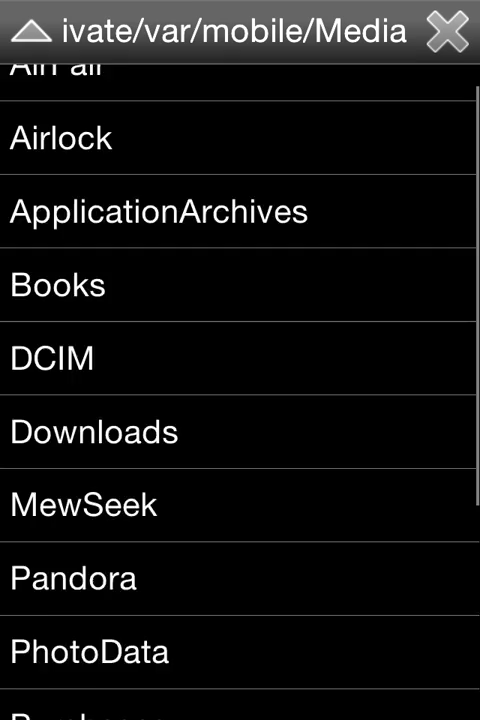 ivate/var/mobile/Media
Airlock
ApplicationArchives
Books
DCIM
Downloads
MewSeek
Pandora
PhotoData